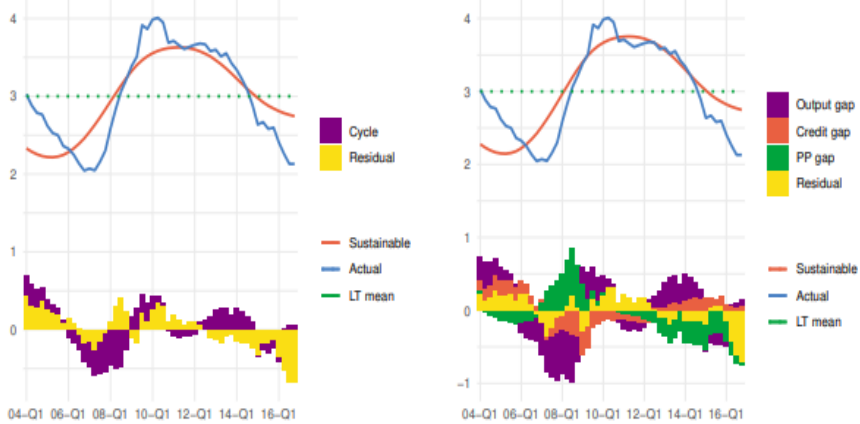 4
3
2
1
0
04-Q1 06-Q1 08-Q1 10-Q1 12-Q1 14-Q1 16-Q1
Cycle
Residual
Sustainable
Actual
LT mean
4
3
2
1
0
-1
04-Q1 06-Q1 08-Q1 10-Q1 12-Q1 14-Q1 16-Q1
Output gap
Credit gap
PP gap
Residual
Sustainable
Actual
LT mean